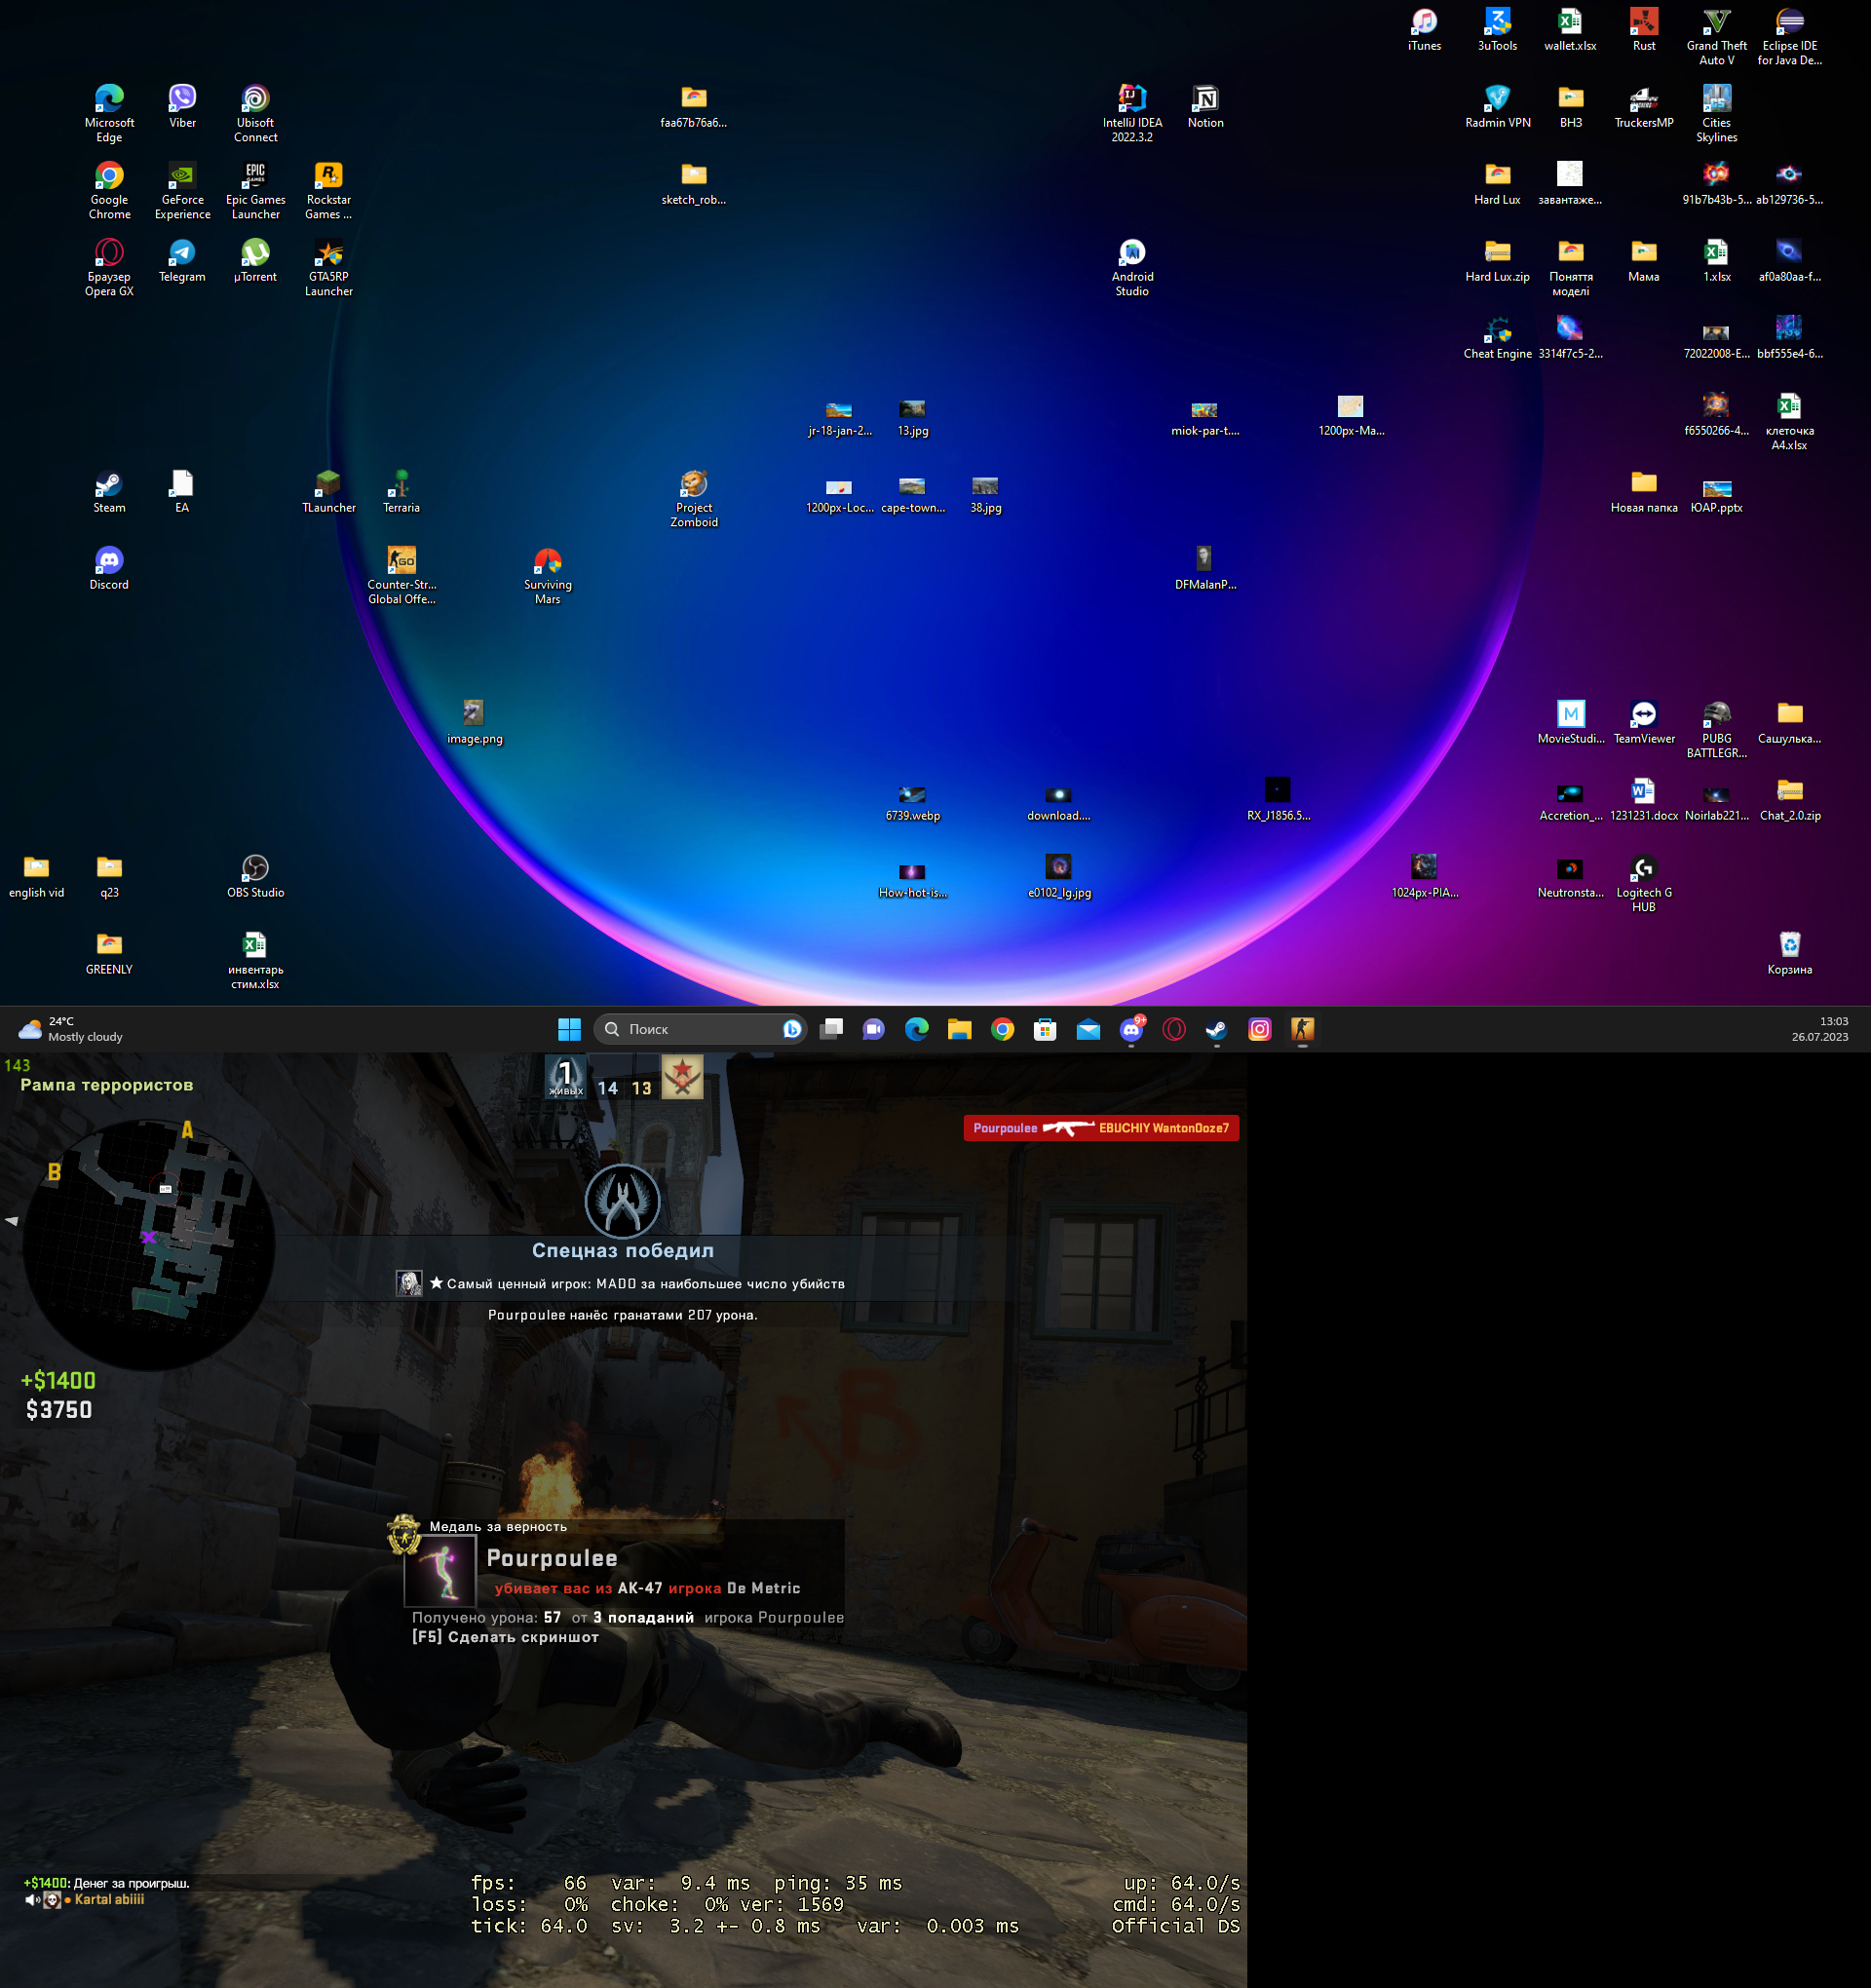 iTunes
3uTools
wallet.xlsx
Rust
Grand Theft
Auto V
Eclipse IDE
for Java De...
Microsoft
Edge
Viber
Ubisoft
Connect
faa67b76a6...
IntelliJ IDEA
2022.3.2
Notion
Radmin VPN
ВНЗ
TruckersMP
Cities
Skylines
Google
Chrome
GeForce
Experience
Epic Games
Launcher
Rockstar
Games ...
sketch_rob...
Hard Lux
завантаже...
91b7b43b-5...
ab129736-5...
Браузер
Opera GX
Telegram
µTorrent
GTA5RP
Launcher
Android
Studio
Hard Lux.zip
Поняття
моделі
Мама
1.xlsx
af0a80aa-f...
Cheat Engine
3314f7c5-2...
72022008-E...
bbf555e4-6...
jr-18-jan-2...
13.jpg
miok-par-t....
1200px-Ma...
f6550266-4...
клеточка
A4.xlsx
Steam
EA
TLauncher
Terraria
Project
Zomboid
1200px-Loc...
cape-town...
38.jpg
Новая папка
ЮАР.pptx
Discord
Counter-Str...
Global Offe...
Surviving
Mars
DFMalanP...
image.png
MovieStudi...
TeamViewer
PUBG
BATTLEGR...
Сашулька...
6739.webp
download....
RX_J1856.5...
Accretion_...
1231231.docx
Noirlab221...
Chat_2.0.zip
english vid
q23
OBS Studio
How-hot-is...
e0102_lg.jpg
1024px-PIA...
Neutronsta...
Logitech G
HUB
GREENLY
инвентарь
стим.xlsx
Корзина
24°C
Mostly cloudy
Поиск
9+
13:03
26.07.2023
143
Рампа террористов
1
живых
14 13
A
B
Pourpoulee EBUCHIY WantonDoze7
Спецназ победил
★ Самый ценный игрок: MADD за наибольшее число убийств
Pourpoulee нанёс гранатами 207 урона.
+$1400
$3750
B
Медаль за верность
Pourpoulee
убивает вас из AK-47 игрока De Metric
Получено урона: 57 от 3 попаданий игрока Pourpoulee
[F5] Сделать скриншот
+$1400: Денег за проигрыш.
Kartal abiiii
fps: 66 var: 9.4 ms ping: 35 ms up: 64.0/s
loss: 0% choke: 0% ver: 1569 cmd: 64.0/s
tick: 64.0 sv: 3.2 +- 0.8 ms var: 0.003 ms Official DS